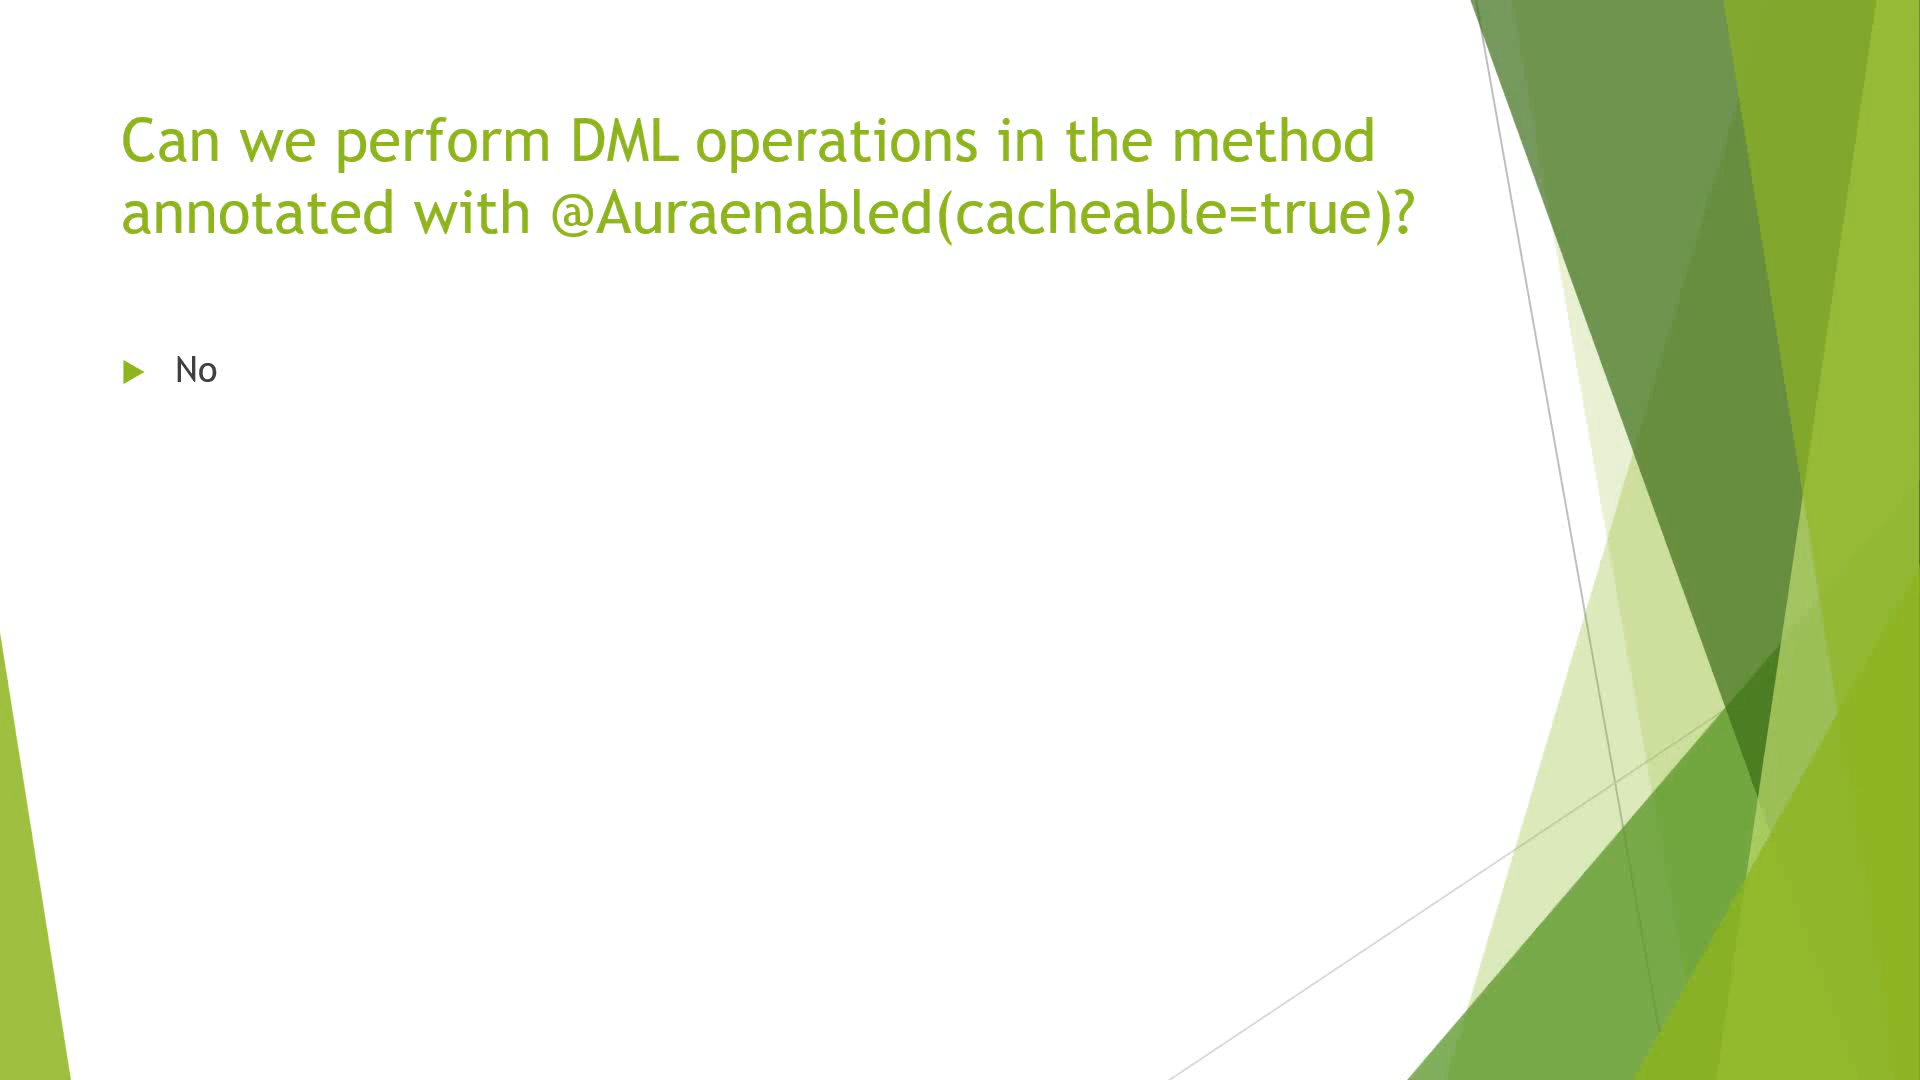 Can we perform DML operations in the method
annotated with @Auraenabled(cacheable=true)?
No